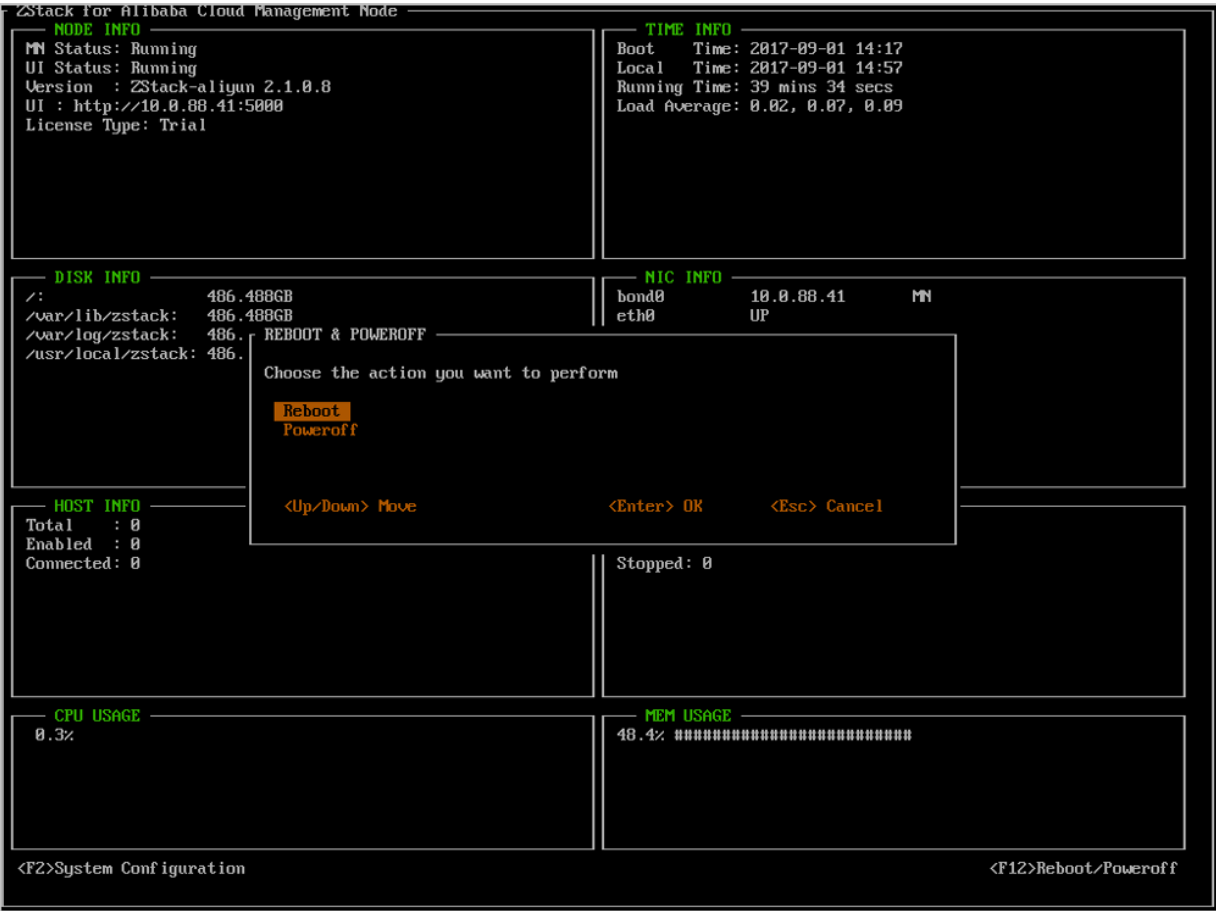 ZStack for Alibaba Cloud Management Node
NODE INFO
MN Status: Running
UI Status: Running
Version  : ZStack-aliyun 2.1.0.8
UI : http://10.0.88.41:5000
License Type: Trial
TIME INFO
Boot    Time: 2017-09-01 14:17
Local   Time: 2017-09-01 14:57
Running Time: 39 mins 34 secs
Load Average: 0.02, 0.07, 0.09
DISK INFO
/:                 486.488GB
/var/lib/zstack:   486.488GB
/var/log/zstack:   486.
/usr/local/zstack: 486.
NIC INFO
bond0         10.0.88.41       MN
eth0          UP
REBOOT & POWEROFF
Choose the action you want to perform
Reboot
Poweroff
<Up/Down> Move                    <Enter> OK       <Esc> Cancel
HOST INFO
Total    : 0
Enabled  : 0
Connected: 0
Stopped: 0
CPU USAGE
0.3%
MEM USAGE
48.4% #########################
<F2>System Configuration
<F12>Reboot/Poweroff